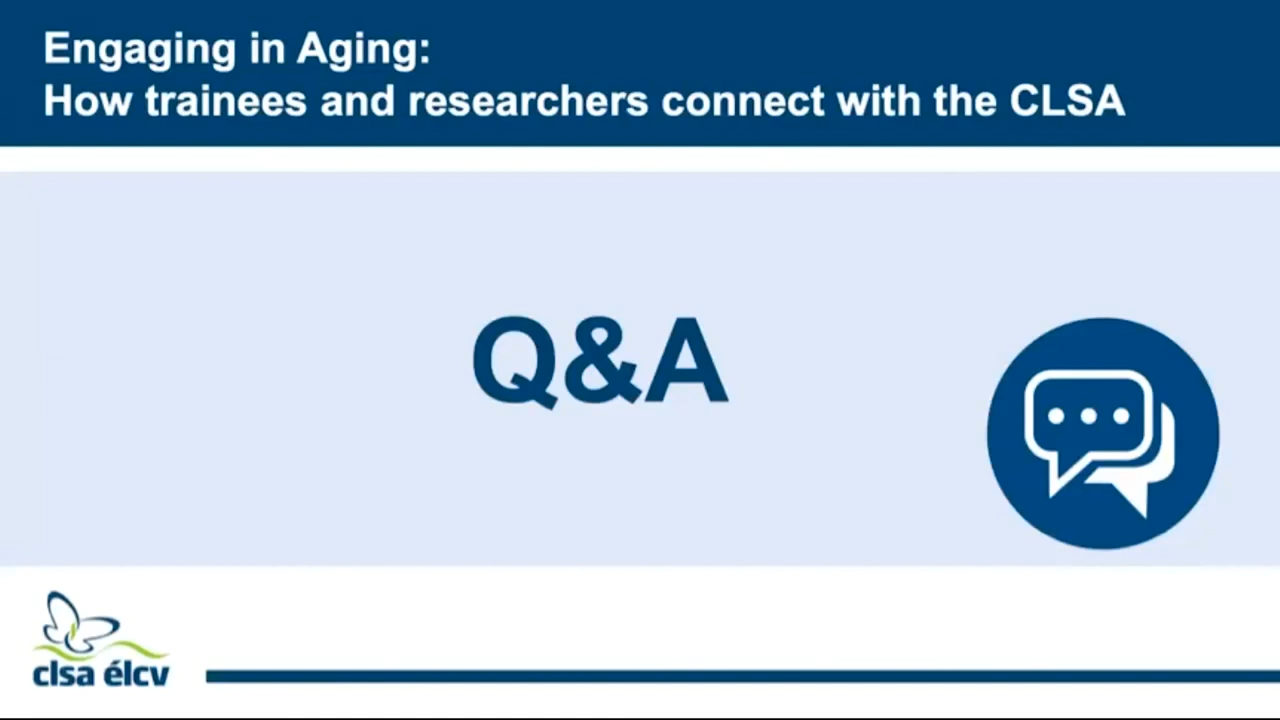 Engaging in Aging:
How trainees and researchers connect with the CLSA
Q&A
clsa élcv